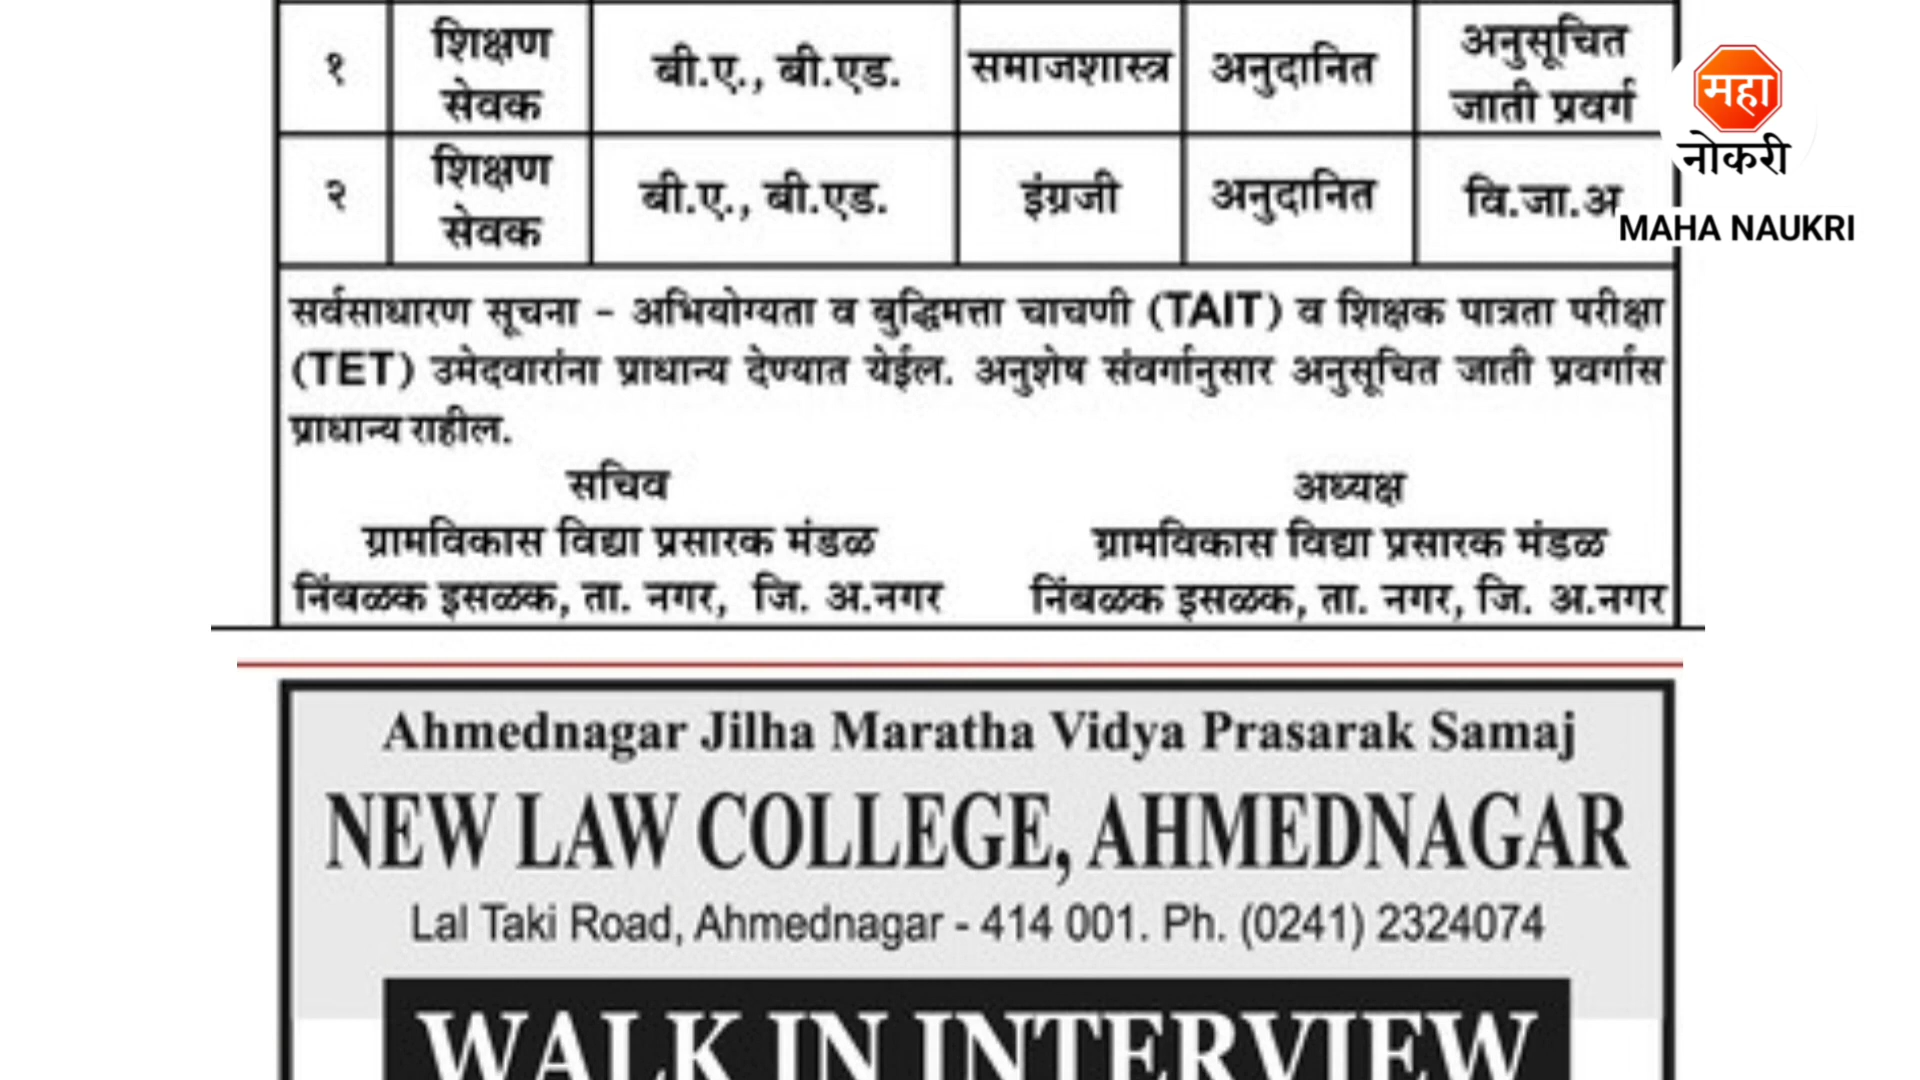 १ शिक्षण सेवक बी.ए., बी.एड. समाजशास्त्र अनुदानित अनुसूचित जाती प्रवर्ग
२ शिक्षण सेवक बी.ए., बी.एड. इंग्रजी अनुदानित वि.जा.अ
महा
नोकरी
MAHA NAUKRI
सर्वसाधारण सूचना - अभियोग्यता व बुद्धिमत्ता चाचणी (TAIT) व शिक्षक पात्रता परीक्षा
(TET) उमेदवारांना प्राधान्य देण्यात येईल. अनुशेष संवर्गानुसार अनुसूचित जाती प्रवर्गास
प्राधान्य राहील.
सचिव अध्यक्ष
ग्रामविकास विद्या प्रसारक मंडळ ग्रामविकास विद्या प्रसारक मंडळ
निंबळक इसळक, ता. नगर, जि. अ.नगर निंबळक इसळक, ता. नगर, जि. अ.नगर
Ahmednagar Jilha Maratha Vidya Prasarak Samaj
NEW LAW COLLEGE, AHMEDNAGAR
Lal Taki Road, Ahmednagar - 414 001. Ph. (0241) 2324074
WALK IN INTERVIEW